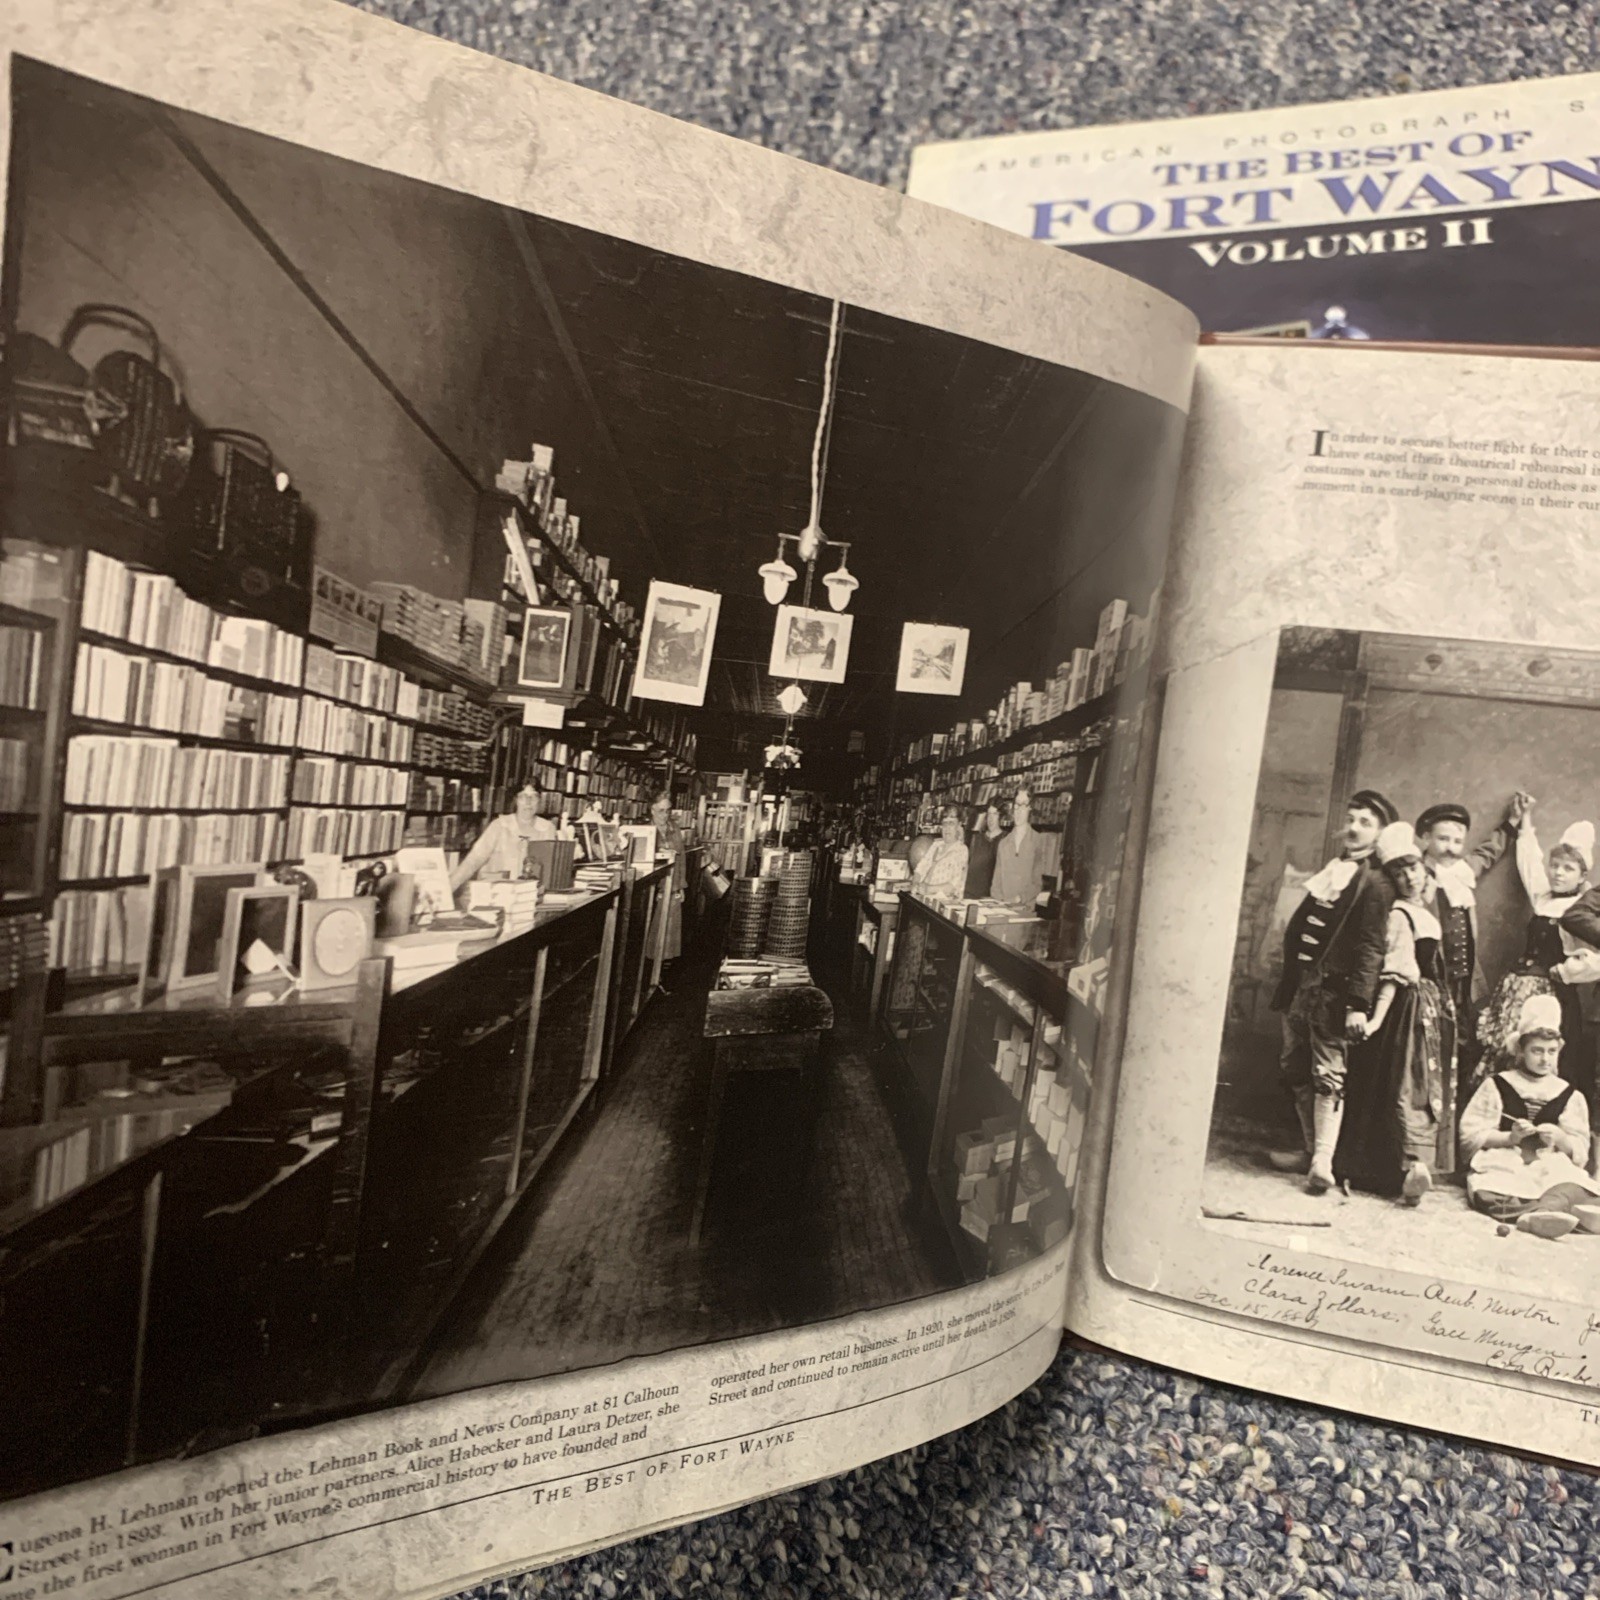 AMERICAN PHOTOGRAPH S
THE BEST OF
FORT WAYN
VOLUME II
In order to secure better light for their c
have staged their theatrical rehearsal i
costumes are their own personal clothes as
moment in a card-playing scene in their cur
Eugena H. Lehman opened the Lehman Book and News Company at 81 Calhoun
Street in 1893. With her junior partners, Alice Habecker and Laura Detzer, she
me the first woman in Fort Wayne's commercial history to have founded and
operated her own retail business. In 1920, she moved the store to
Street and continued to remain active until her death in 1926.
THE BEST OF FORT WAYNE
Clarence Swann Reub. Newton. J
Clara Zollars.
Dec. 15, 188
TH